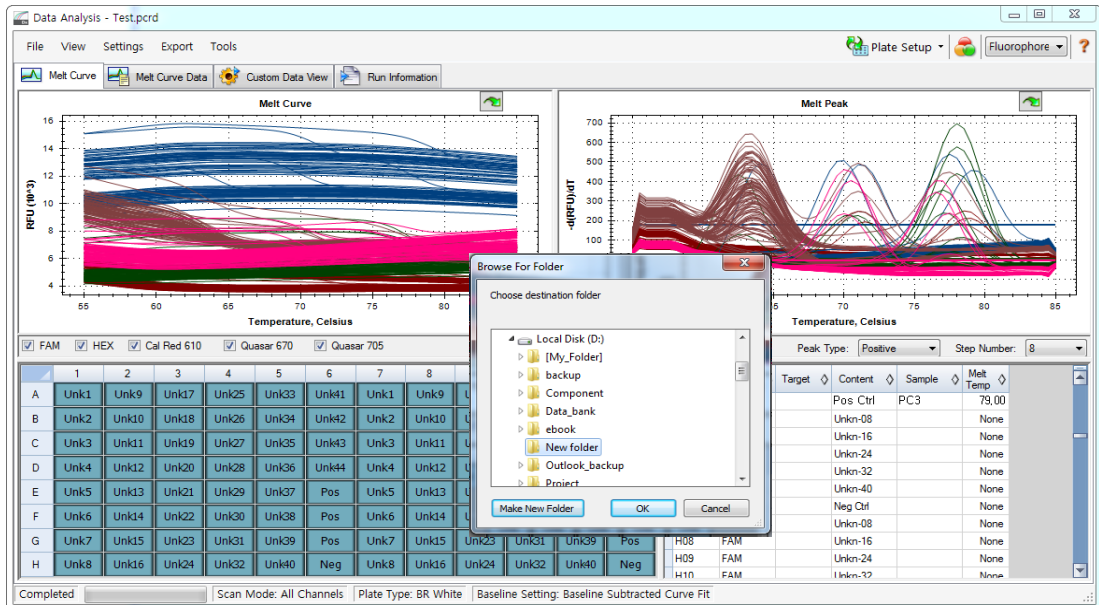 Data Analysis - Test.pcrd
File View Settings Export Tools
Plate Setup
Fluorophore
?
Melt Curve
Melt Curve Data
Custom Data View
Run Information
Melt Curve
16
14
12
10
8
6
4
RFU (10^3)
55 60 65 70 75 80
Temperature, Celsius
Melt Peak
700
600
500
400
300
200
100
-d(RFU)/dT
70 75 80 85
Temperature, Celsius
Browse For Folder
Choose destination folder
Local Disk (D:)
[My_Folder]
backup
Component
Data_bank
ebook
New folder
Outlook_backup
Project
Make New Folder OK Cancel
FAM HEX Cal Red 610 Quasar 670 Quasar 705
Peak Type: Positive Step Number: 8
1 2 3 4 5 6 7 8
A Unk1 Unk9 Unk17 Unk25 Unk33 Unk41 Unk1 Unk9
B Unk2 Unk10 Unk18 Unk26 Unk34 Unk42 Unk2 Unk10
C Unk3 Unk11 Unk19 Unk27 Unk35 Unk43 Unk3 Unk11
D Unk4 Unk12 Unk20 Unk28 Unk36 Unk44 Unk4 Unk12
E Unk5 Unk13 Unk21 Unk29 Unk37 Pos Unk5 Unk13
F Unk6 Unk14 Unk22 Unk30 Unk38 Pos Unk6 Unk14
G Unk7 Unk15 Unk23 Unk31 Unk39 Pos Unk7 Unk15 Unk23 Unk31 Unk39 Pos
H Unk8 Unk16 Unk24 Unk32 Unk40 Neg Unk8 Unk16 Unk24 Unk32 Unk40 Neg
Target Content Sample Melt Temp
Pos Ctrl PC3 79,00
Unkn-08 None
Unkn-16 None
Unkn-24 None
Unkn-32 None
Unkn-40 None
Neg Ctrl None
Unkn-08 None
H08 FAM Unkn-16 None
H09 FAM Unkn-24 None
H10 FAM Unkn-32 None
Completed
Scan Mode: All Channels
Plate Type: BR White
Baseline Setting: Baseline Subtracted Curve Fit